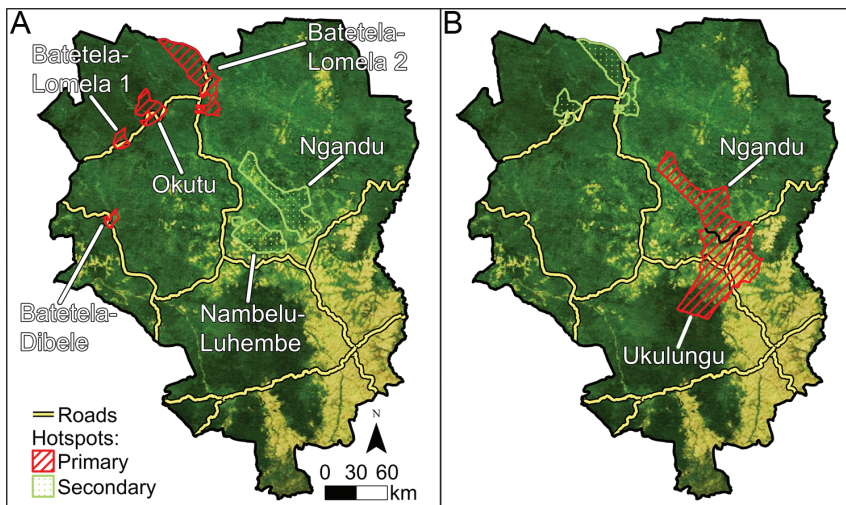 A
Batetela-
Lomela 1
Batetela-
Lomela 2
Ngandu
Okutu
Batetela-
Dibele
Nambelu-
Luhembe
Roads
Hotspots:
Primary
Secondary
N
0 30 60
km
B
Ngandu
Ukulungu